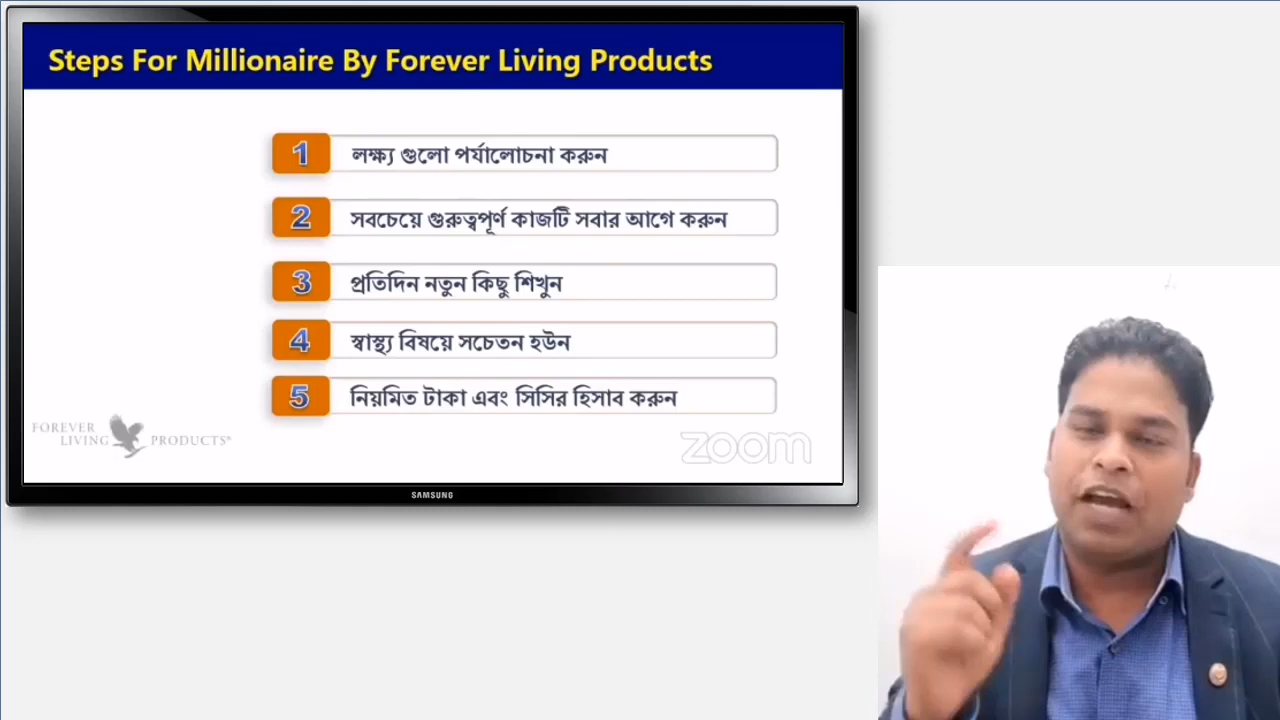 Steps For Millionaire By Forever Living Products
1 লক্ষ্য গুলো পর্যালোচনা করুন
2 সবচেয়ে গুরুত্বপূর্ণ কাজটি সবার আগে করুন
3 প্রতিদিন নতুন কিছু শিখুন
4 স্বাস্থ্য বিষয়ে সচেতন হউন
5 নিয়মিত টাকা এবং সিসির হিসাব করুন
FOREVER
LIVING PRODUCTS®
zoom
SAMSUNG